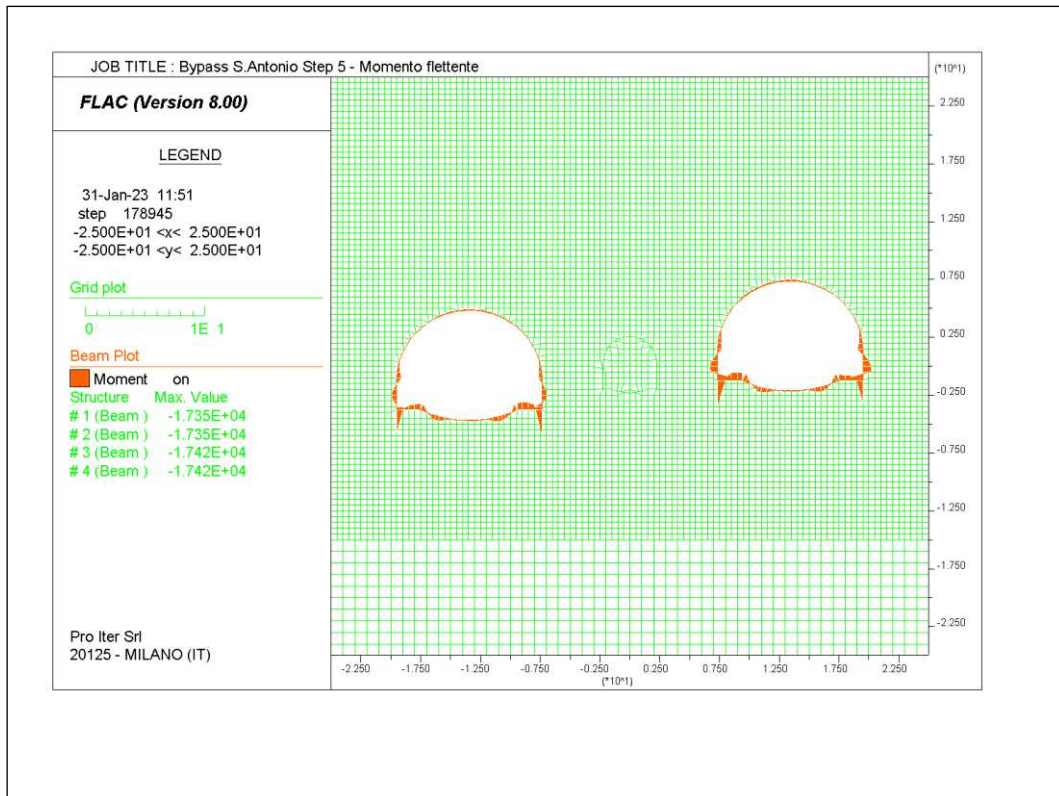 JOB TITLE : Bypass S.Antonio Step 5 - Momento flettente
(*10^1)
FLAC (Version 8.00)
LEGEND
31-Jan-23 11:51
step 178945
-2.500E+01 <x< 2.500E+01
-2.500E+01 <y< 2.500E+01
Grid plot
0 1E 1
Beam Plot
Moment on
Structure Max. Value
# 1 (Beam ) -1.735E+04
# 2 (Beam ) -1.735E+04
# 3 (Beam ) -1.742E+04
# 4 (Beam ) -1.742E+04
Pro Iter Srl
20125 - MILANO (IT)
2.250
1.750
1.250
0.750
0.250
-0.250
-0.750
-1.250
-1.750
-2.250
-2.250 -1.750 -1.250 -0.750 -0.250 0.250 0.750 1.250 1.750 2.250
(*10^1)